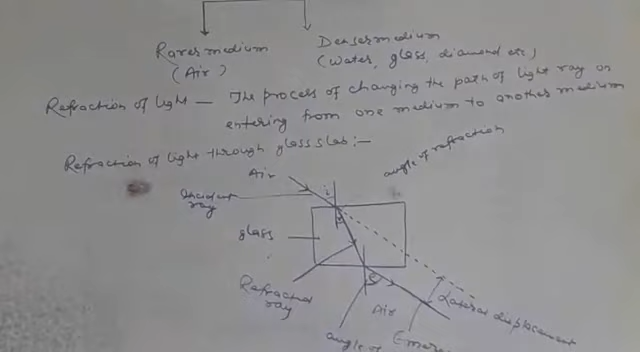 Rarer medium
(Air)
Denser medium
(Water, glass, diamond etc)
Refraction of light — The process of changing the path of light ray on
entering from one medium to another medium
Refraction of light through glass slab :—
angle of refraction
Air
i
Incident
ray
r
glass
e
Refracted
ray
Air
Lateral displacement
angle of